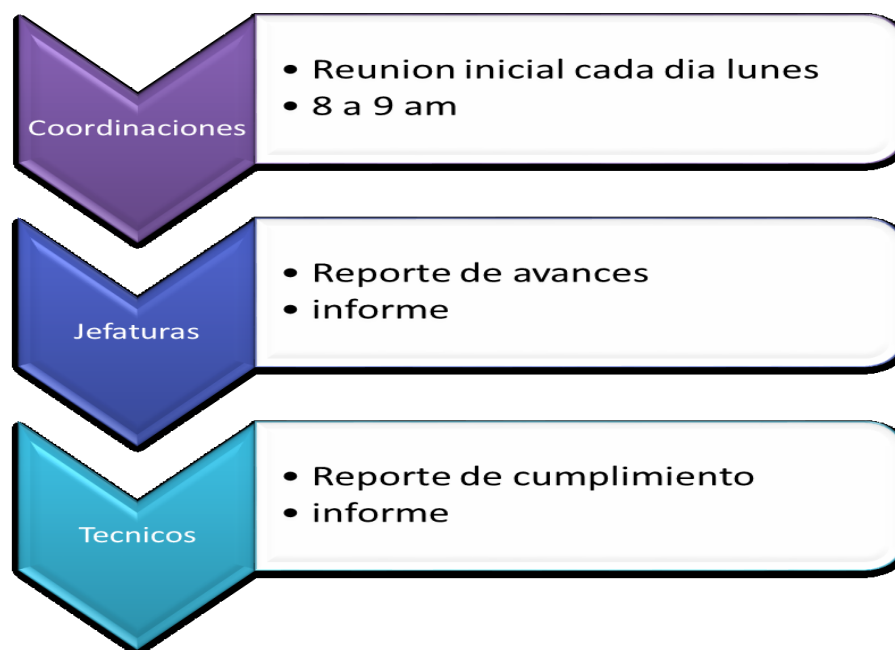 Coordinaciones
• Reunion inicial cada dia lunes
• 8 a 9 am
Jefaturas
• Reporte de avances
• informe
Tecnicos
• Reporte de cumplimiento
• informe